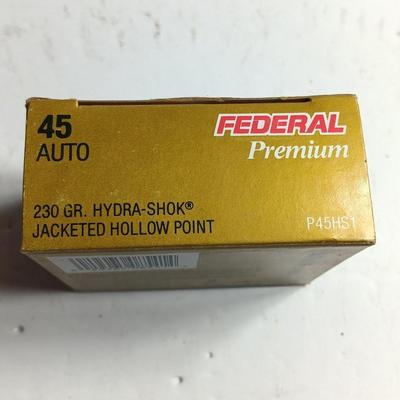 45
AUTO
FEDERAL
Premium
230 GR. HYDRA-SHOK®
JACKETED HOLLOW POINT
P45HS1